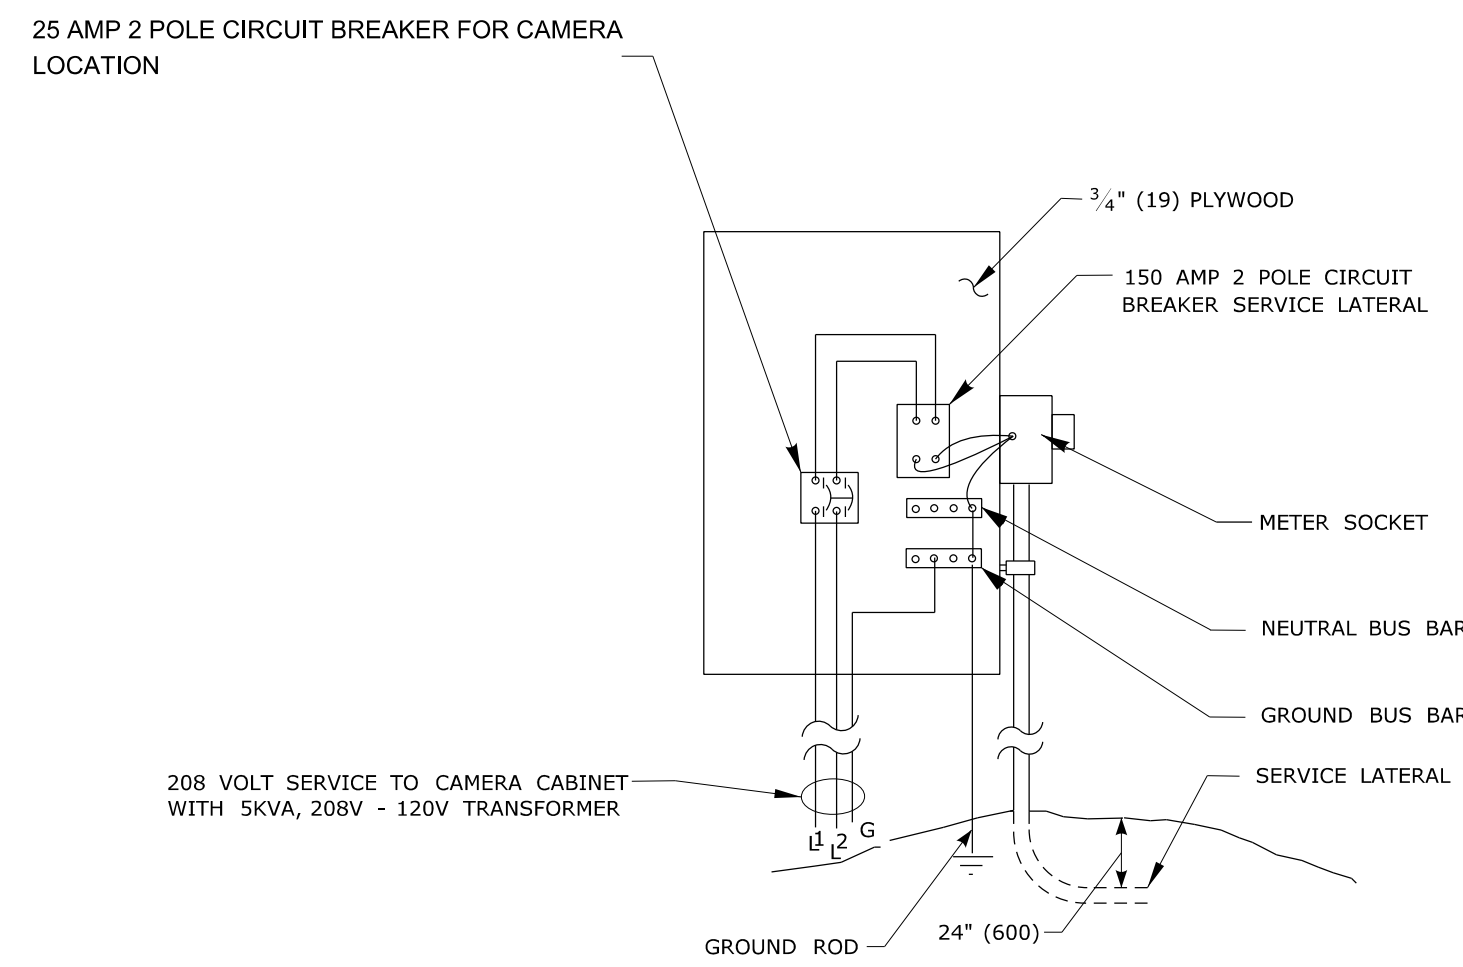 25 AMP 2 POLE CIRCUIT BREAKER FOR CAMERA
LOCATION
3/4" (19) PLYWOOD
150 AMP 2 POLE CIRCUIT
BREAKER SERVICE LATERAL
METER SOCKET
NEUTRAL BUS BAR
GROUND BUS BAR
SERVICE LATERAL
208 VOLT SERVICE TO CAMERA CABINET
WITH 5KVA, 208V - 120V TRANSFORMER
L1
L2
G
24" (600)
GROUND ROD